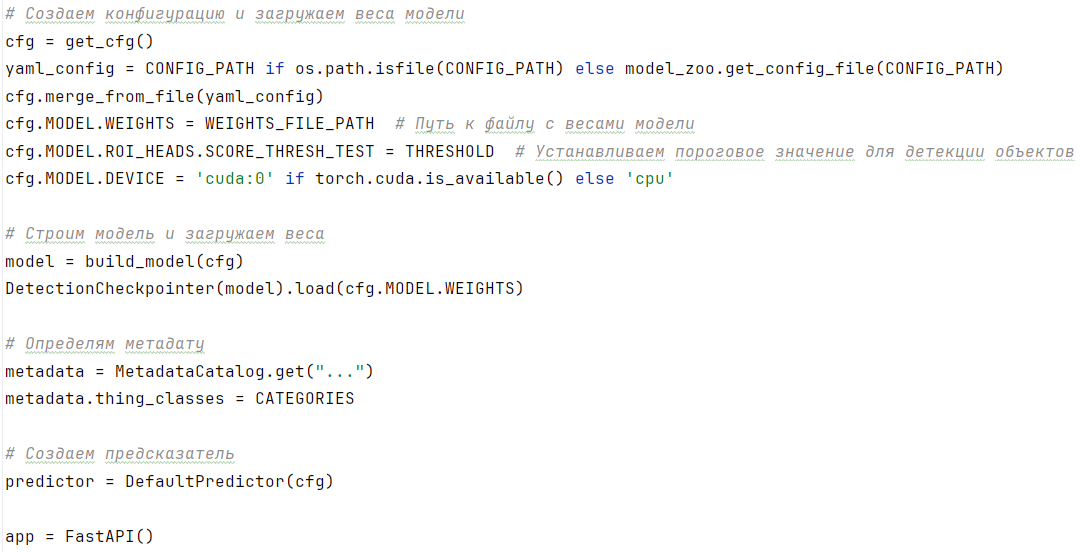 # Создаем конфигурацию и загружаем веса модели
cfg = get_cfg()
yaml_config = CONFIG_PATH if os.path.isfile(CONFIG_PATH) else model_zoo.get_config_file(CONFIG_PATH)
cfg.merge_from_file(yaml_config)
cfg.MODEL.WEIGHTS = WEIGHTS_FILE_PATH  # Путь к файлу с весами модели
cfg.MODEL.ROI_HEADS.SCORE_THRESH_TEST = THRESHOLD  # Устанавливаем пороговое значение для детекции объектов
cfg.MODEL.DEVICE = 'cuda:0' if torch.cuda.is_available() else 'cpu'
# Строим модель и загружаем веса
model = build_model(cfg)
DetectionCheckpointer(model).load(cfg.MODEL.WEIGHTS)
# Определям метадату
metadata = MetadataCatalog.get("...")
metadata.thing_classes = CATEGORIES
# Создаем предсказатель
predictor = DefaultPredictor(cfg)
app = FastAPI()